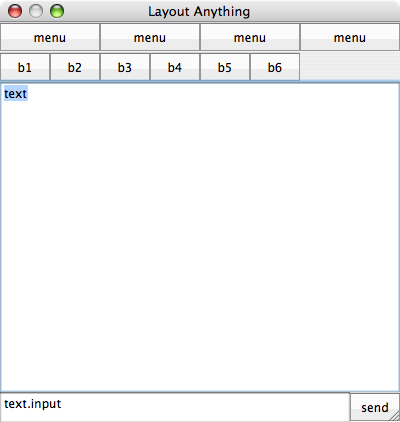 Layout Anything
menu menu menu menu
b1 b2 b3 b4 b5 b6
text
text.input send